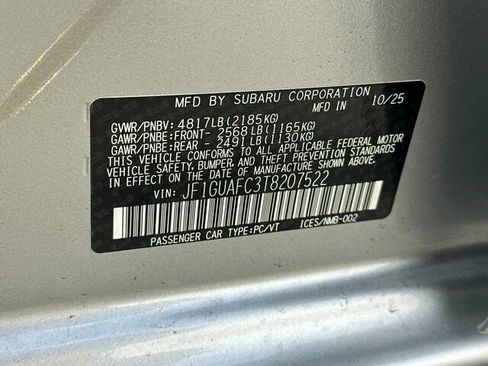 MFD BY SUBARU CORPORATION
MFD IN JAPAN 10/25
GVWR/PNBV: 4817LB(2185KG)
GAWR/PNBE:FRONT- 2568LB(1165KG)
GAWR/PNBE:REAR - 2491LB(1130KG)
THIS VEHICLE CONFORMS TO ALL APPLICABLE FEDERAL MOTOR
VEHICLE SAFETY, BUMPER, AND THEFT PREVENTION STANDARDS
IN EFFECT ON THE DATE OF MANUFACTURE SHOWN ABOVE.
VIN: JF1GUAFC3T8207522
PASSENGER CAR TYPE:PC/VT ICES/NMB-002